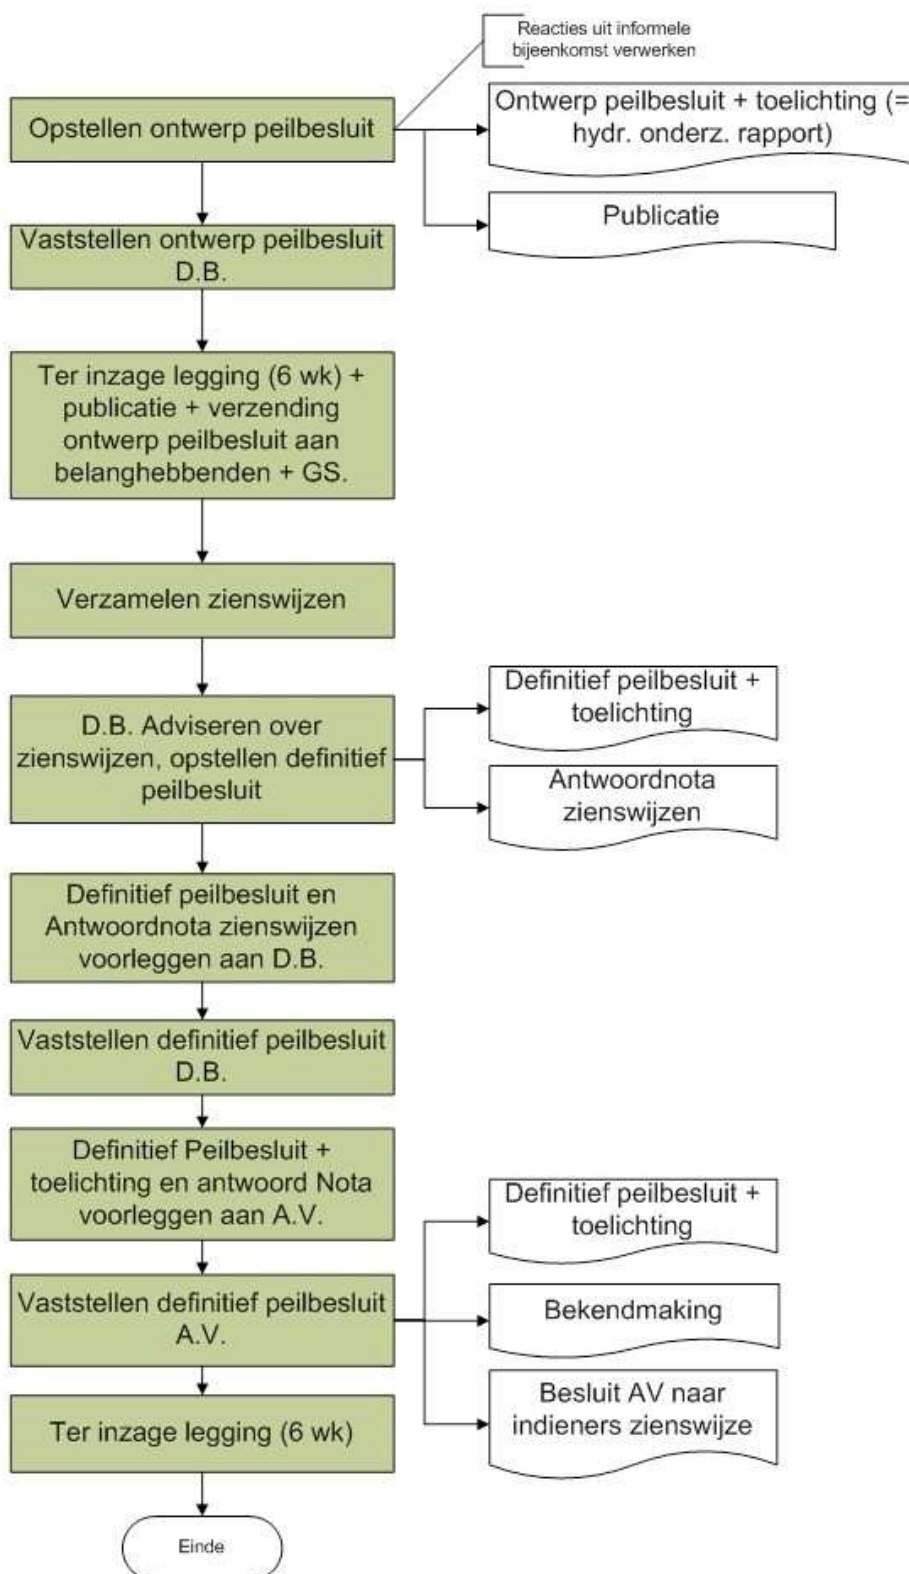 Reacties uit informele
bijeenkomst verwerken
Opstellen ontwerp peilbesluit
Ontwerp peilbesluit + toelichting (=
hydr. onderz. rapport)
Publicatie
Vaststellen ontwerp peilbesluit
D.B.
Ter inzage legging (6 wk) +
publicatie + verzending
ontwerp peilbesluit aan
belanghebbenden + GS.
Verzamelen zienswijzen
D.B. Adviseren over
zienswijzen, opstellen definitief
peilbesluit
Definitief peilbesluit +
toelichting
Antwoordnota
zienswijzen
Definitief peilbesluit en
Antwoordnota zienswijzen
voorleggen aan D.B.
Vaststellen definitief peilbesluit
D.B.
Definitief Peilbesluit +
toelichting en antwoord Nota
voorleggen aan A.V.
Vaststellen definitief peilbesluit
A.V.
Definitief peilbesluit +
toelichting
Bekendmaking
Besluit AV naar
indieners zienswijze
Ter inzage legging (6 wk)
Einde